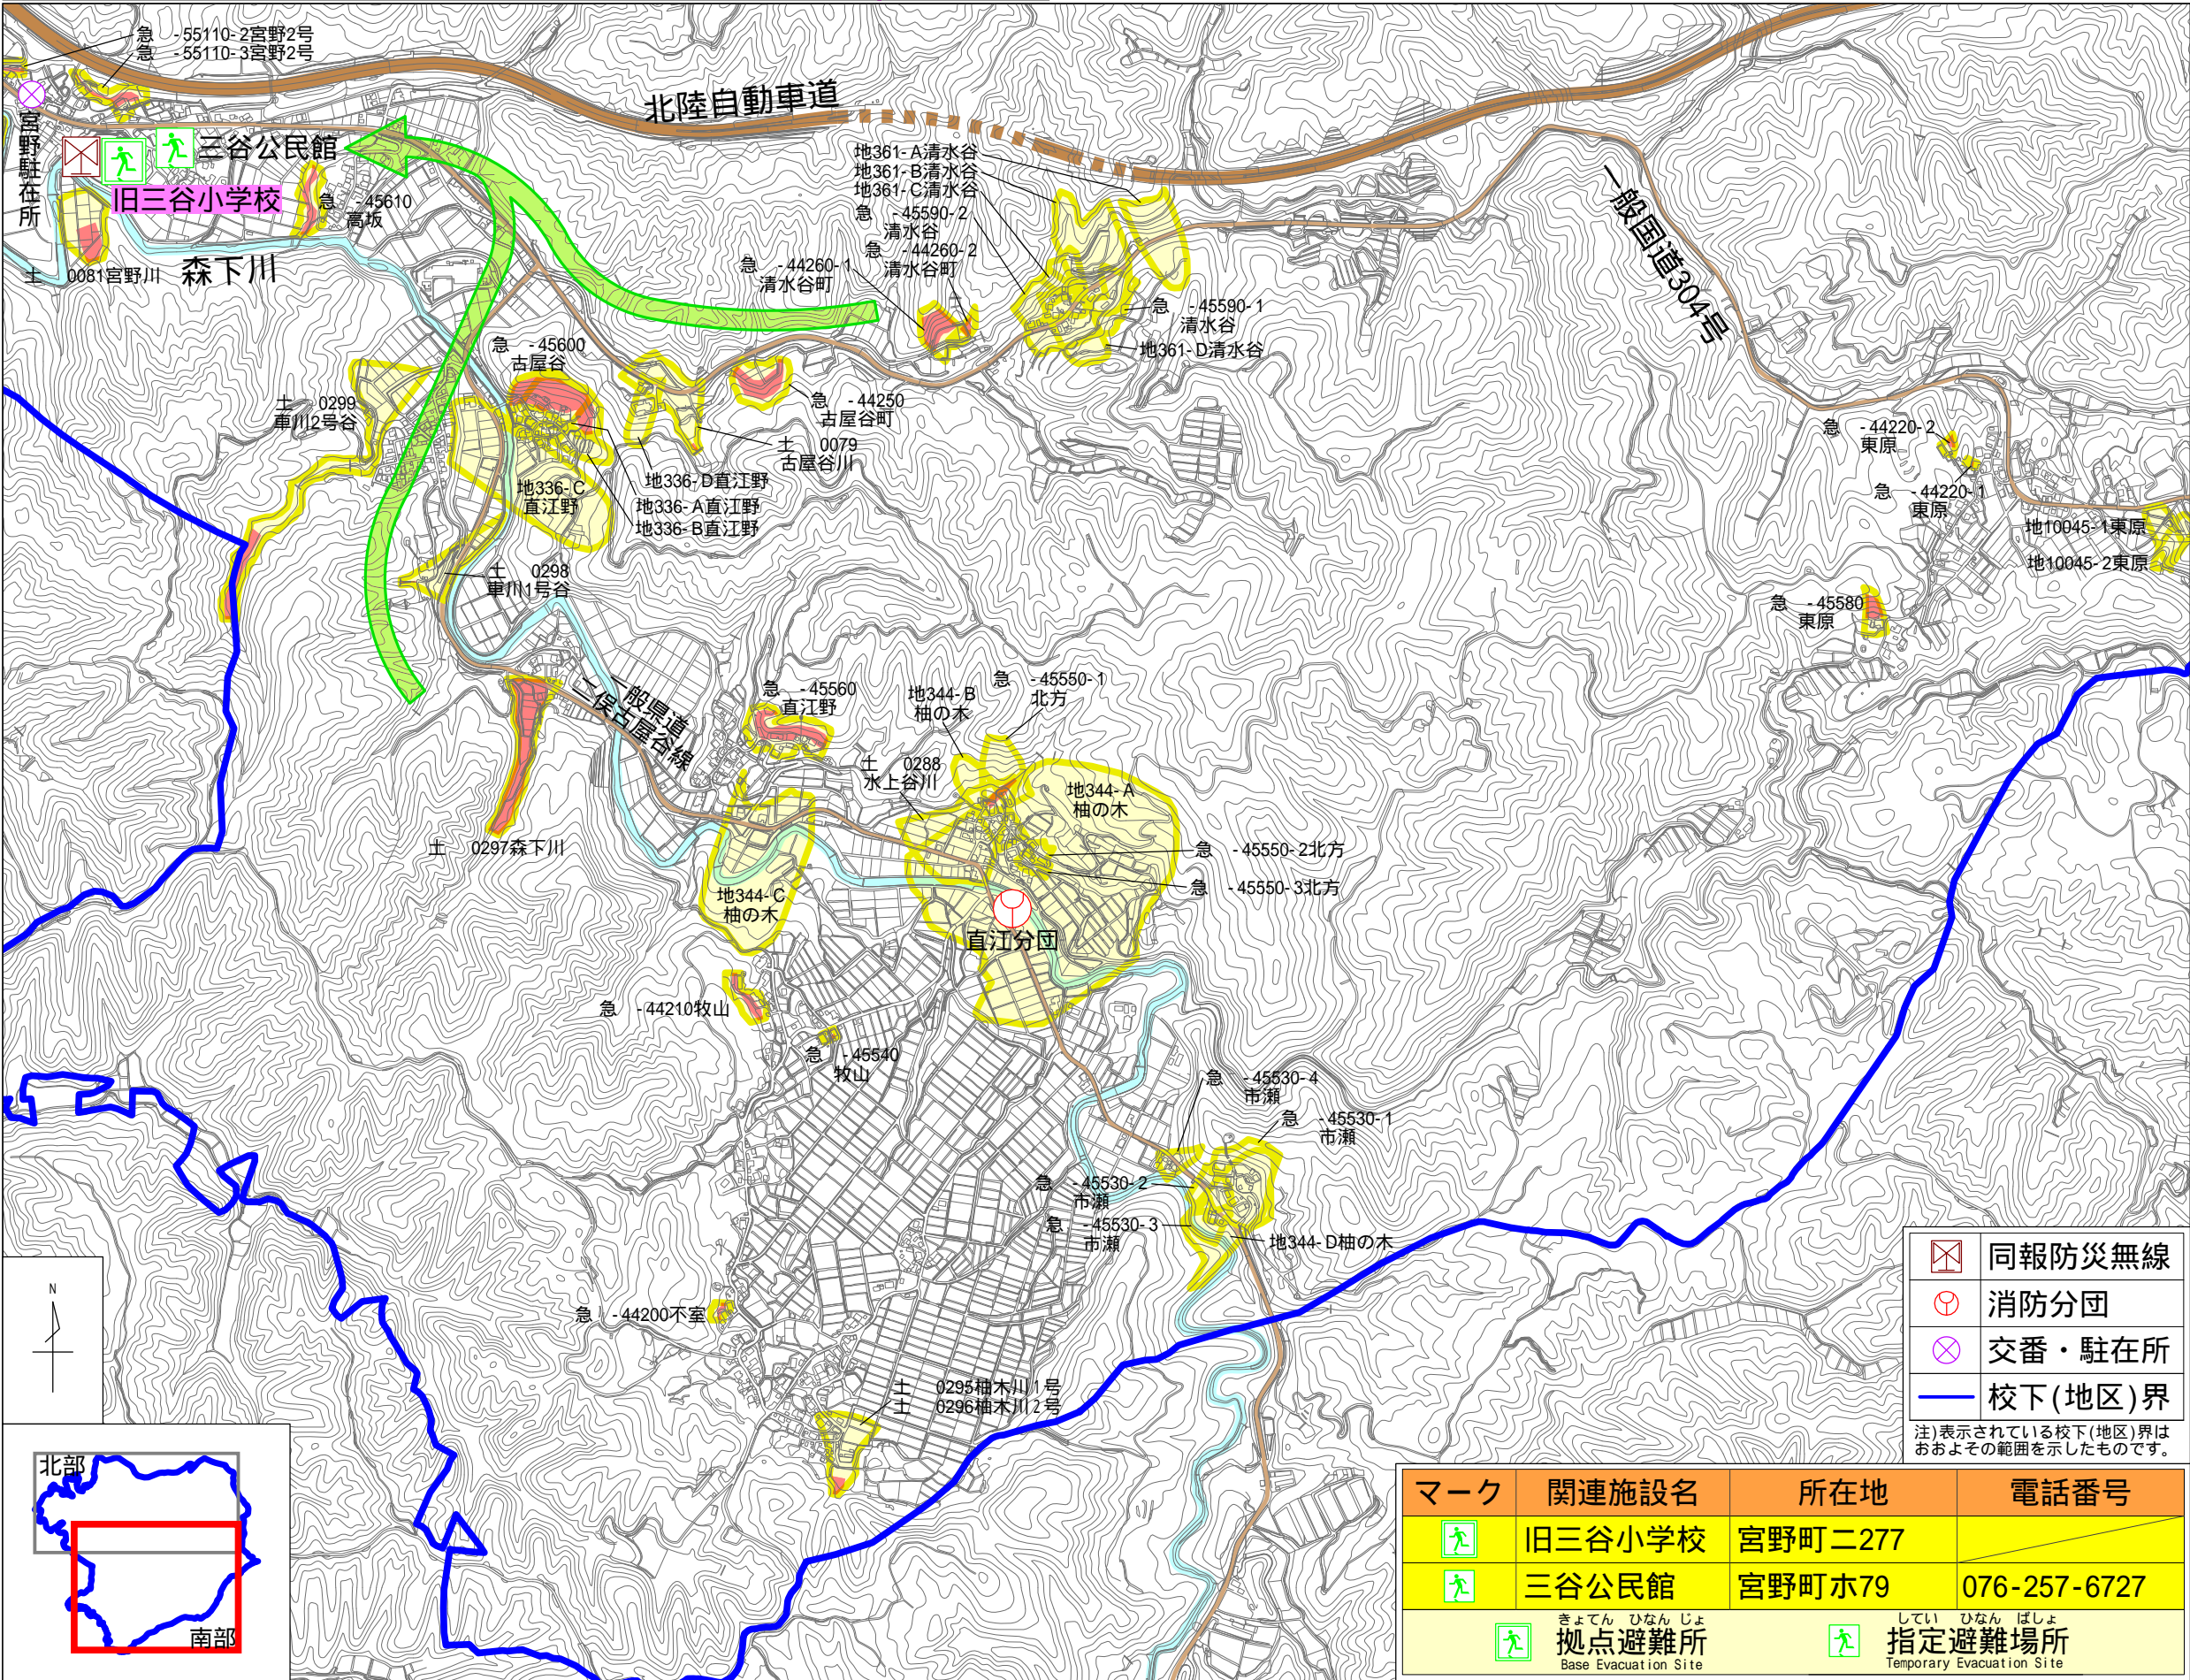 急 -55110-2宮野2号
急 -55110-3宮野2号
宮野駐在所
三谷公民館
旧三谷小学校
急 -45610
高坂
土 0081宮野川
森下川
北陸自動車道
地361-A清水谷
地361-B清水谷
地361-C清水谷
急 -45590-2
清水谷
急 -44260-2
清水谷町
急 -44260-1
清水谷町
急 -45590-1
清水谷
地361-D清水谷
一般国道304号
急 -45600
古屋谷
土 0299
車川2号谷
急 -44250
古屋谷町
土 0079
古屋谷川
地336-D直江野
地336-A直江野
地336-B直江野
地336-C
直江野
土 0298
車川1号谷
急 -44220-2
東原
急 -44220-1
東原
地10045-1東原
地10045-2東原
急 -45580
東原
一般県道
二俣古屋谷線
急 -45560
直江野
地344-B
柚の木
急 -45550-1
北方
土 0288
水上谷川
地344-A
柚の木
土 0297森下川
急 -45550-2北方
急 -45550-3北方
地344-C
柚の木
直江分団
急 -44210牧山
急 -45540
牧山
急 -45530-4
市瀬
急 -45530-1
市瀬
急 -45530-2
市瀬
急 -45530-3
市瀬
地344-D柚の木
急 -44200不室
土 0295柚木川1号
土 0296柚木川2号
N
北部
南部
同報防災無線
消防分団
交番・駐在所
校下(地区)界
注)表示されている校下(地区)界は
おおよその範囲を示したものです。
マーク 関連施設名 所在地 電話番号
旧三谷小学校 宮野町ニ277
三谷公民館 宮野町ホ79 076-257-6727
きょてん ひなん じょ
拠点避難所
Base Evacuation Site
してい ひなん ばしょ
指定避難場所
Temporary Evacuation Site